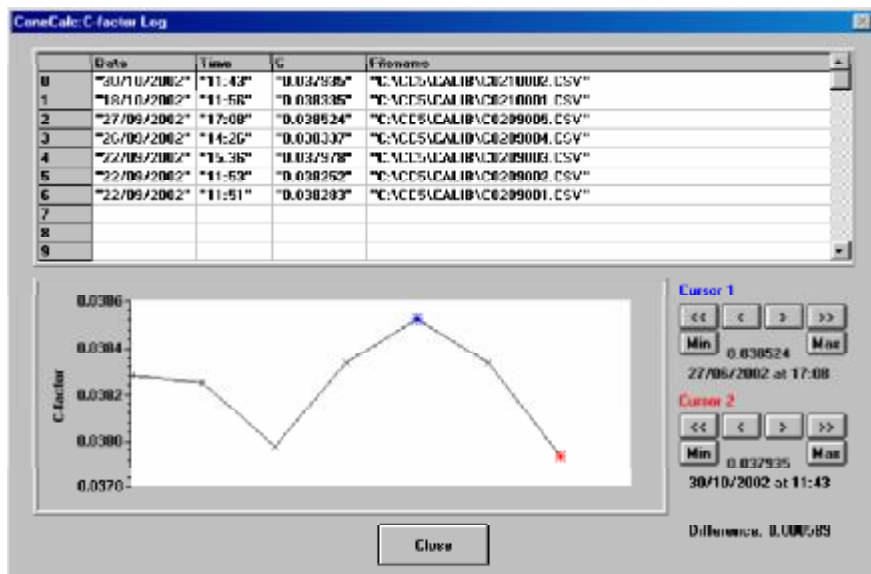 ConeCalc: C-factor Log
Date Time C Filename
0 "30/10/2002" "11:43" "0.037935" "C:\CC5\CALIB\C0210002.CSV"
1 "18/10/2002" "11:56" "0.038335" "C:\CC5\CALIB\C0210001.CSV"
2 "27/09/2002" "17:08" "0.038524" "C:\CC5\CALIB\C0209005.CSV"
3 "26/09/2002" "14:26" "0.038337" "C:\CC5\CALIB\C0209004.CSV"
4 "22/09/2002" "15:36" "0.037978" "C:\CC5\CALIB\C0209003.CSV"
5 "22/09/2002" "11:53" "0.038252" "C:\CC5\CALIB\C0209002.CSV"
6 "22/09/2002" "11:51" "0.038283" "C:\CC5\CALIB\C0209001.CSV"
7
8
9
C-factor
0.0386
0.0384
0.0382
0.0380
0.0378
Cursor 1
<< < > >>
Min 0.038524 Max
27/06/2002 at 17:08
Cursor 2
<< < > >>
Min 0.037935 Max
30/10/2002 at 11:43
Difference: 0.000589
Close